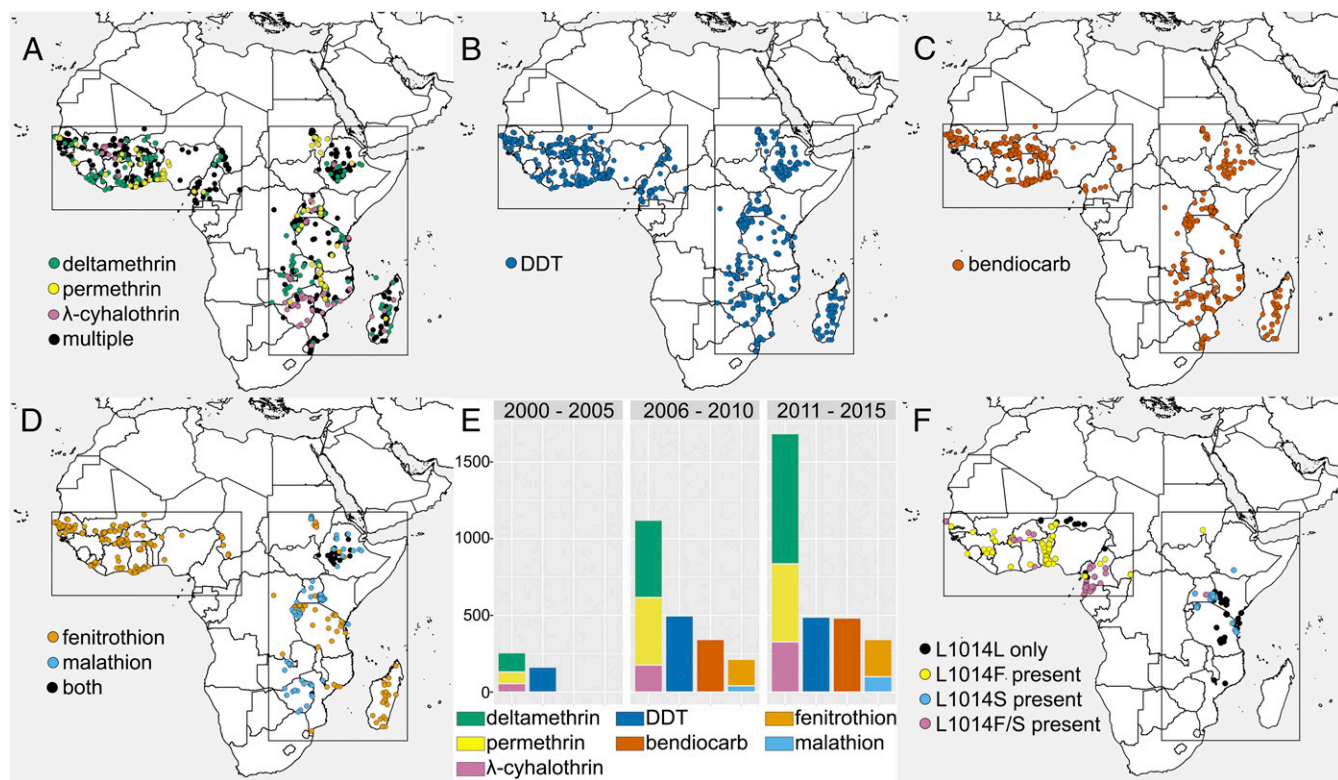 A
deltamethrin
permethrin
λ-cyhalothrin
multiple
B
DDT
C
bendiocarb
D
fenitrothion
malathion
both
E
2000 - 2005 2006 - 2010 2011 - 2015
1500
1000
500
0
deltamethrin DDT fenitrothion
permethrin bendiocarb malathion
λ-cyhalothrin
F
L1014L only
L1014F present
L1014S present
L1014F/S present